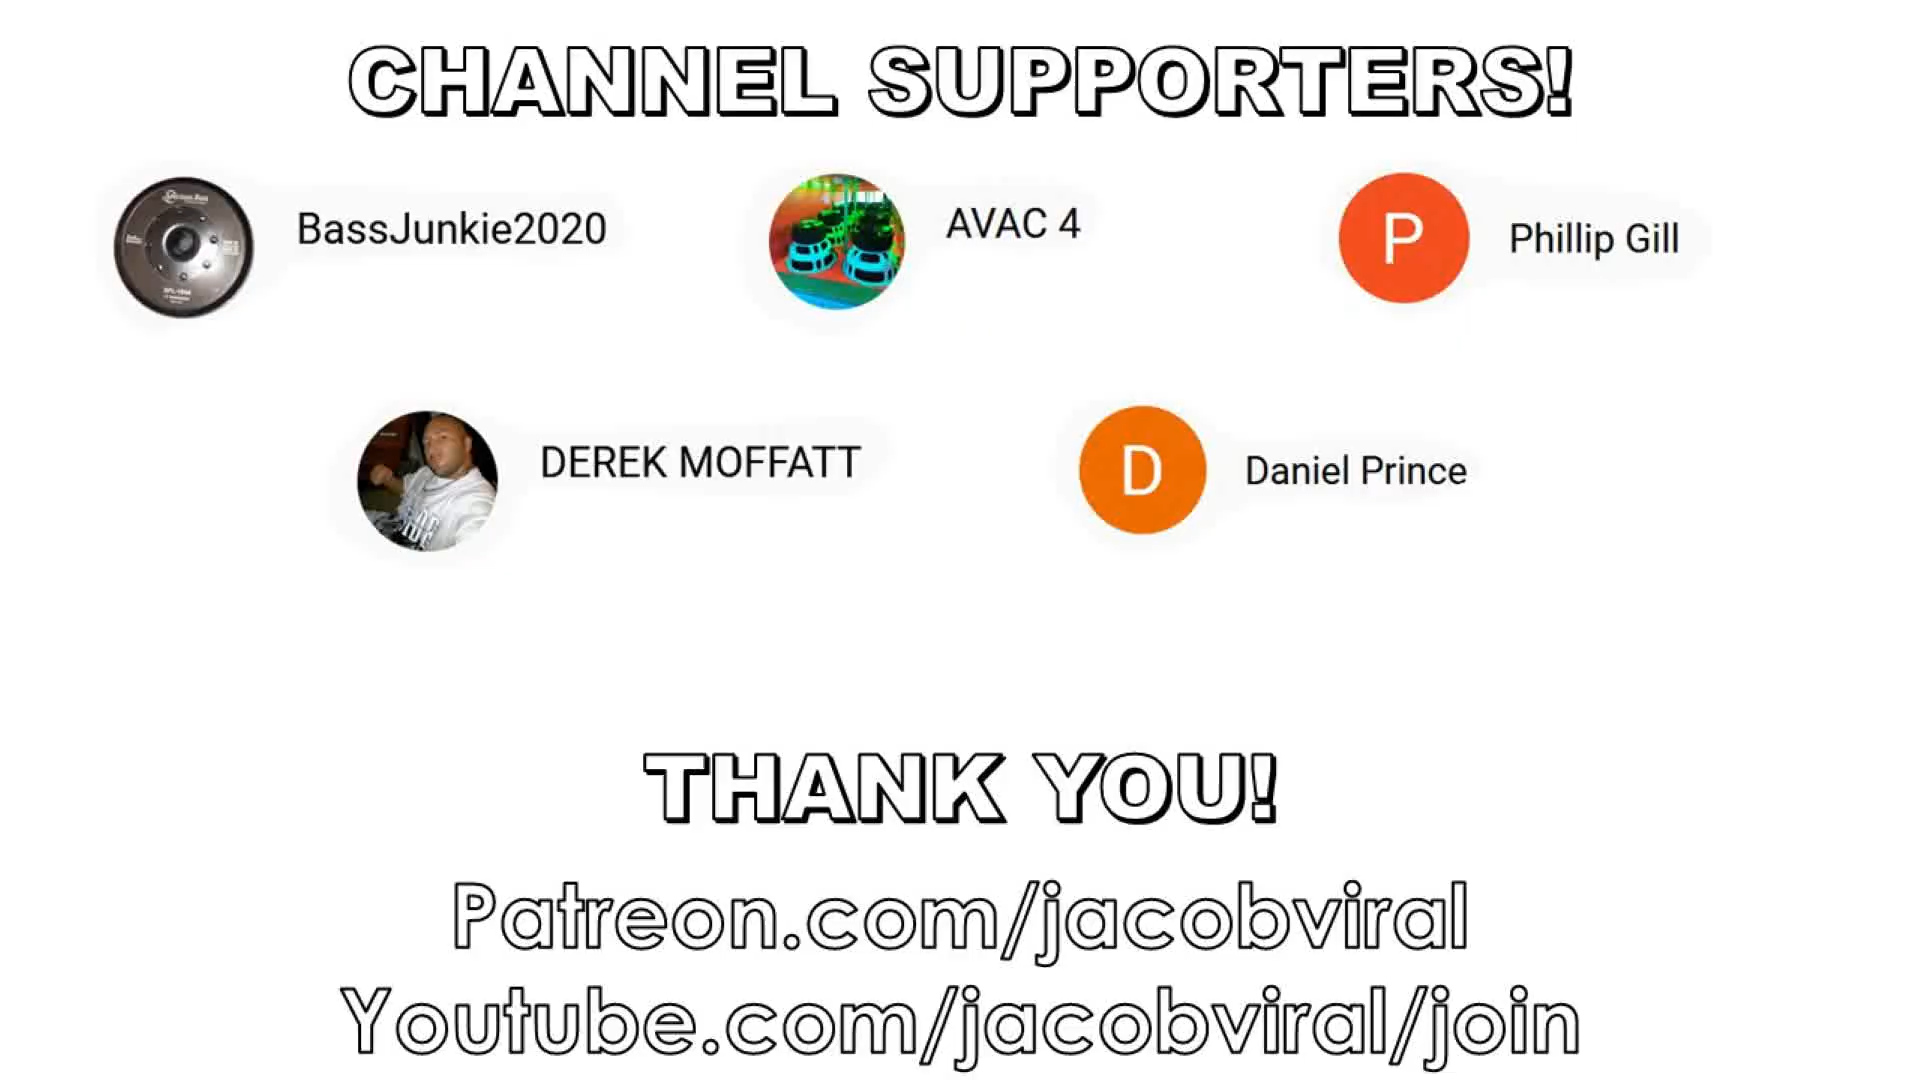 CHANNEL SUPPORTERS!
BassJunkie2020
AVAC 4
P
Phillip Gill
DEREK MOFFATT
D
Daniel Prince
THANK YOU!
Patreon.com/jacobviral
Youtube.com/jacobviral/join